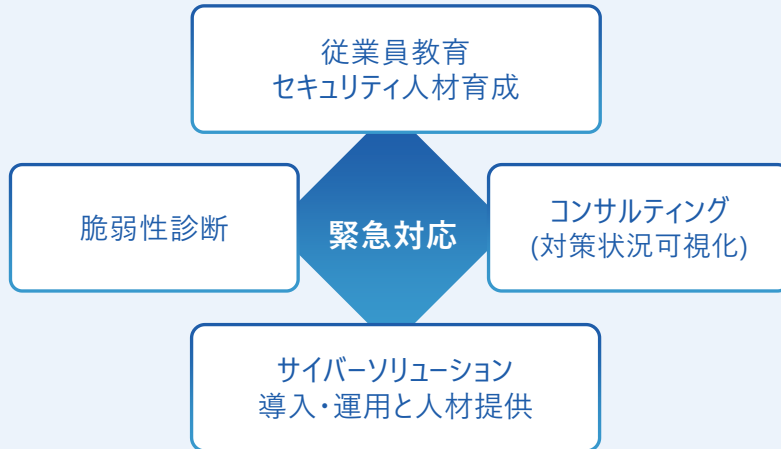 従業員教育
セキュリティ人材育成
脆弱性診断
緊急対応
コンサルティング
(対策状況可視化)
サイバーソリューション
導入・運用と人材提供